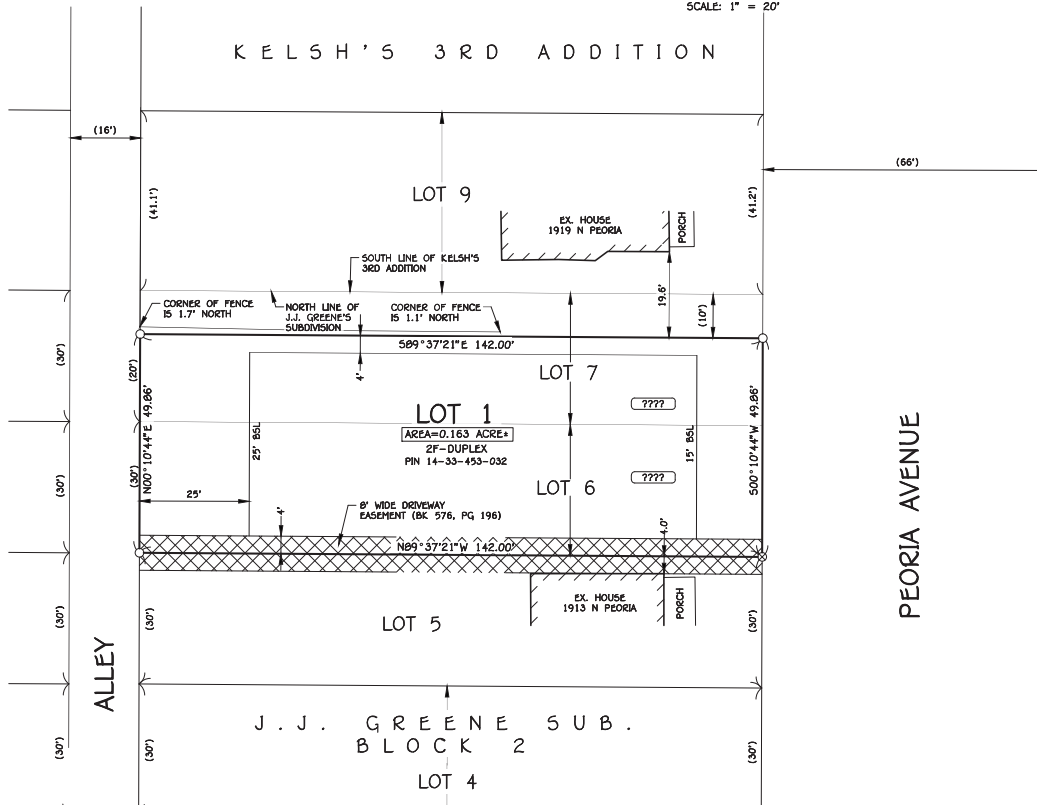 SCALE: 1" = 20'
KELSH'S 3RD ADDITION
(16')
(66')
(41.1')
LOT 9
(41.2')
EX. HOUSE
1919 N PEORIA
PORCH
SOUTH LINE OF KELSH'S
3RD ADDITION
19.6'
(10')
CORNER OF FENCE
IS 1.7' NORTH
NORTH LINE OF
J.J. GREENE'S
SUBDIVISION
CORNER OF FENCE
IS 1.1' NORTH
S89°37'21"E 142.00'
(30')
(20')
4'
LOT 7
N00°10'44"E 49.86'
S00°10'44"W 49.86'
????
LOT 1
AREA=0.163 ACRE±
2F-DUPLEX
PIN 14-33-453-032
25' BSL
15' BSL
PEORIA AVENUE
(30')
(30')
????
LOT 6
25'
8' WIDE DRIVEWAY
EASEMENT (BK 576, PG 196)
4'
4.0'
N89°37'21"W 142.00'
EX. HOUSE
1913 N PEORIA
PORCH
(30')
(30')
(30')
LOT 5
ALLEY
J.J. GREENE SUB.
BLOCK 2
(30')
(30')
(30')
LOT 4